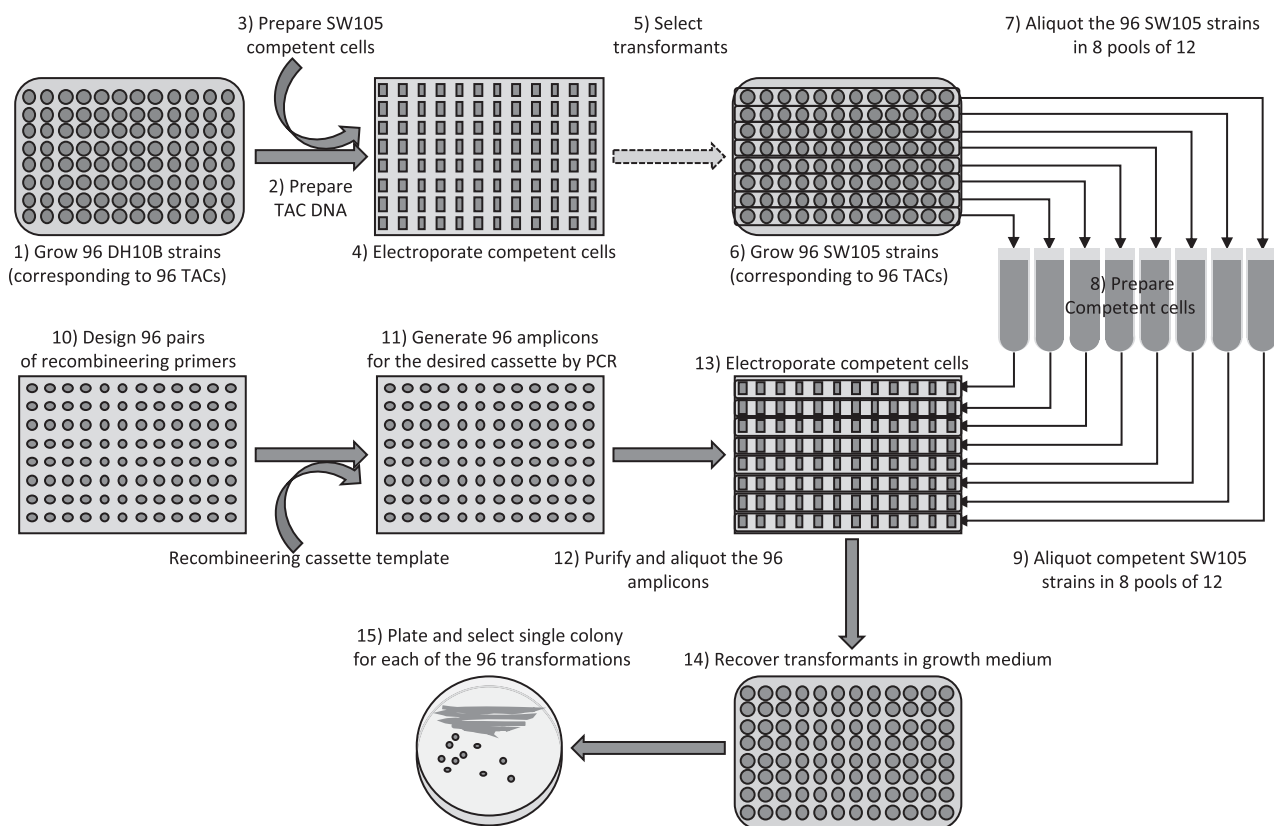 3) Prepare SW105
competent cells
5) Select
transformants
7) Aliquot the 96 SW105 strains
in 8 pools of 12
2) Prepare
TAC DNA
1) Grow 96 DH10B strains
(corresponding to 96 TACs)
4) Electroporate competent cells
6) Grow 96 SW105 strains
(corresponding to 96 TACs)
8) Prepare
Competent cells
10) Design 96 pairs
of recombineering primers
11) Generate 96 amplicons
for the desired cassette by PCR
13) Electroporate competent cells
Recombineering cassette template
12) Purify and aliquot the 96
amplicons
9) Aliquot competent SW105
strains in 8 pools of 12
15) Plate and select single colony
for each of the 96 transformations
14) Recover transformants in growth medium